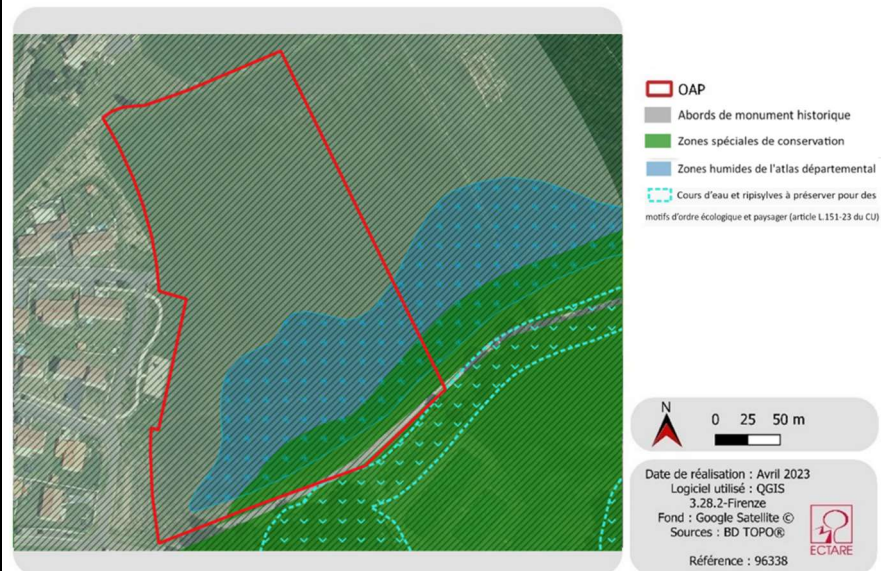 OAP
Abords de monument historique
Zones spéciales de conservation
Zones humides de l'atlas départemental
Cours d'eau et ripisylves à préserver pour des
motifs d'ordre écologique et paysager (article L.151-23 du CU)
N
0 25 50 m
Date de réalisation : Avril 2023
Logiciel utilisé : QGIS
3.28.2-Firenze
Fond : Google Satellite ©
Sources : BD TOPO®
ECTARE
Référence : 96338